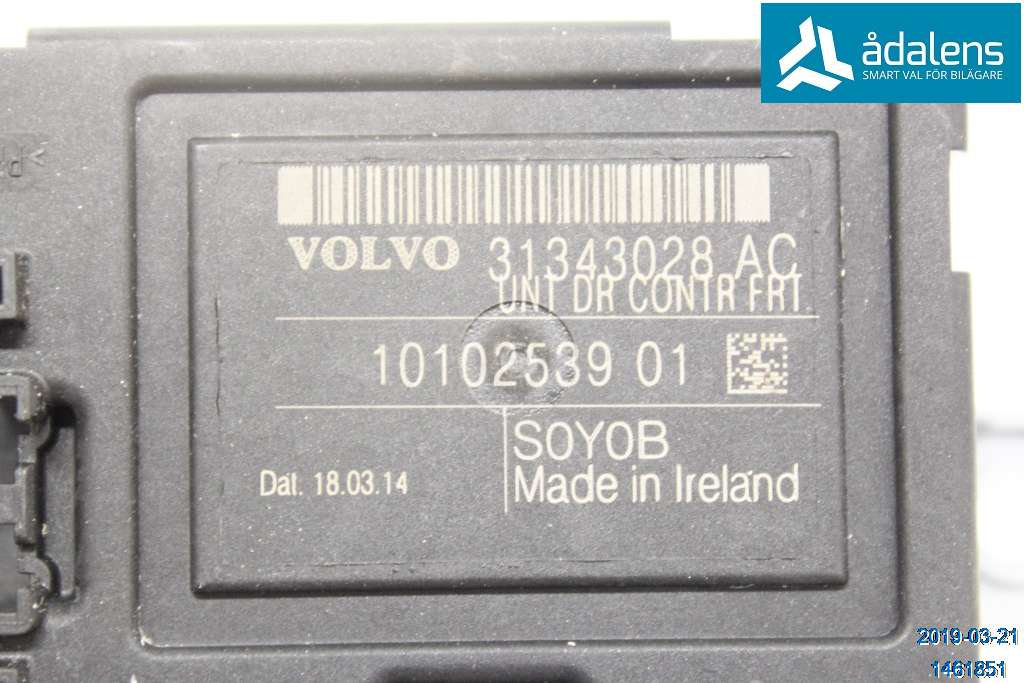 ådalens
SMART VAL FÖR BILÄGARE
VOLVO 31343028 AC
UNT DR CONTR FRT.
10102539 01
S0Y0B
Dat. 18.03.14
Made in Ireland
2019-03-21
1461851